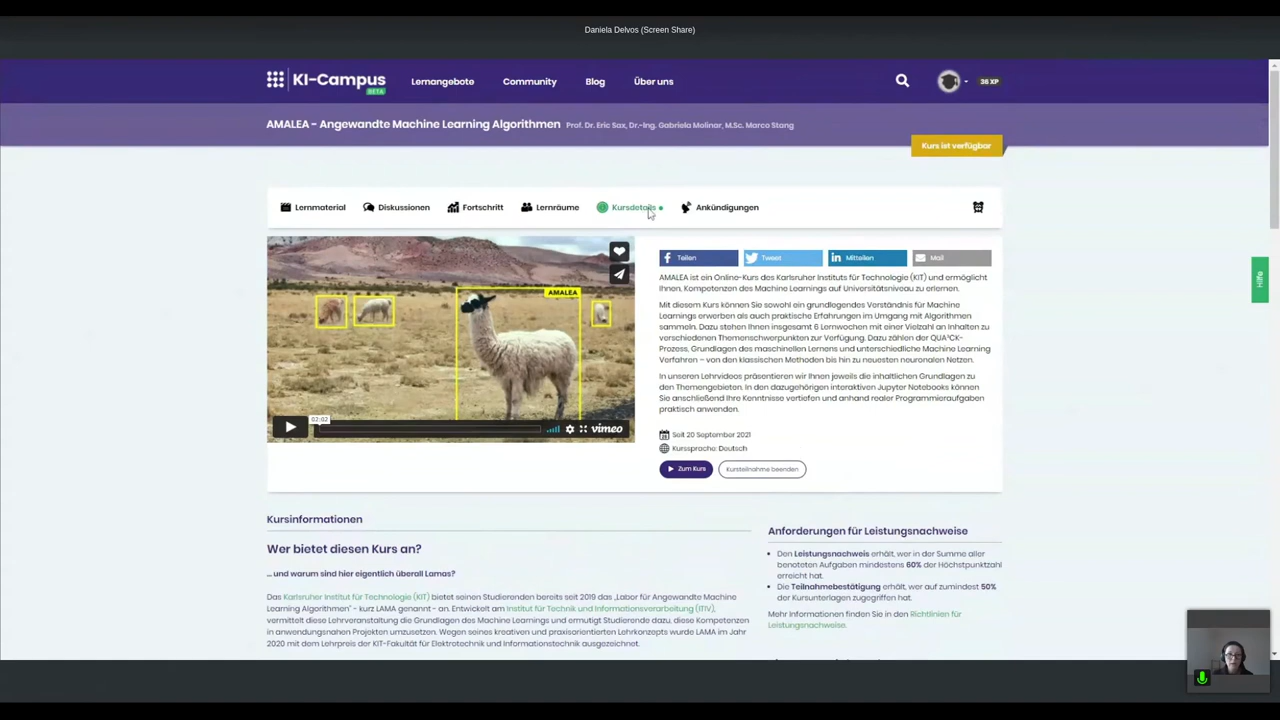 Daniela Delvos (Screen Share)
KI-Campus
BETA
Lernangebote
Community
Blog
Über uns
36 XP
AMALEA - Angewandte Machine Learning Algorithmen
Prof. Dr. Eric Sax, Dr.-Ing. Gabriela Molinar, M.Sc. Marco Stang
Kurs ist verfügbar
Lernmaterial
Diskussionen
Fortschritt
Lernräume
Kursdetails
Ankündigungen
Hilfe
AMALEA
02:02
vimeo
Teilen
Tweet
Mitteilen
Mail
AMALEA ist ein Online-Kurs des Karlsruher Instituts für Technologie (KIT) und ermöglicht
Ihnen, Kompetenzen des Machine Learnings auf Universitätsniveau zu erlernen.
Mit diesem Kurs können Sie sowohl ein grundlegendes Verständnis für Machine
Learnings erwerben als auch praktische Erfahrungen im Umgang mit Algorithmen
sammeln. Dazu stehen Ihnen insgesamt 6 Lernwochen mit einer Vielzahl an Inhalten zu
verschiedenen Themenschwerpunkten zur Verfügung. Dazu zählen der QUA³CK-
Prozess, Grundlagen des maschinellen Lernens und unterschiedliche Machine Learning
Verfahren – von den klassischen Methoden bis hin zu neuesten neuronalen Netzen.
In unseren Lehrvideos präsentieren wir Ihnen jeweils die inhaltlichen Grundlagen zu
den Themengebieten. In den dazugehörigen interaktiven Jupyter Notebooks können
Sie anschließend Ihre Kenntnisse vertiefen und anhand realer Programmieraufgaben
praktisch anwenden.
Seit 20 September 2021
Kurssprache: Deutsch
Zum Kurs
Kursteilnahme beenden
Kursinformationen
Wer bietet diesen Kurs an?
... und warum sind hier eigentlich überall Lamas?
Das Karlsruher Institut für Technologie (KIT) bietet seinen Studierenden bereits seit 2019 das „Labor für Angewandte Machine
Learning Algorithmen" - kurz LAMA genannt - an. Entwickelt am Institut für Technik und Informationsverarbeitung (ITIV),
vermittelt diese Lehrveranstaltung die Grundlagen des Machine Learnings und ermutigt Studierende dazu, diese Kompetenzen
in anwendungsnahen Projekten umzusetzen. Wegen seines kreativen und praxisorientierten Lehrkonzepts wurde LAMA im Jahr
2020 mit dem Lehrpreis der KIT-Fakultät für Elektrotechnik und Informationstechnik ausgezeichnet.
Anforderungen für Leistungsnachweise
Den Leistungsnachweis erhält, wer in der Summe aller
benoteten Aufgaben mindestens 60% der Höchstpunktzahl
erreicht hat.
Die Teilnahmebestätigung erhält, wer auf zumindest 50%
der Kursunterlagen zugegriffen hat.
Mehr Informationen finden Sie in den Richtlinien für
Leistungsnachweise.